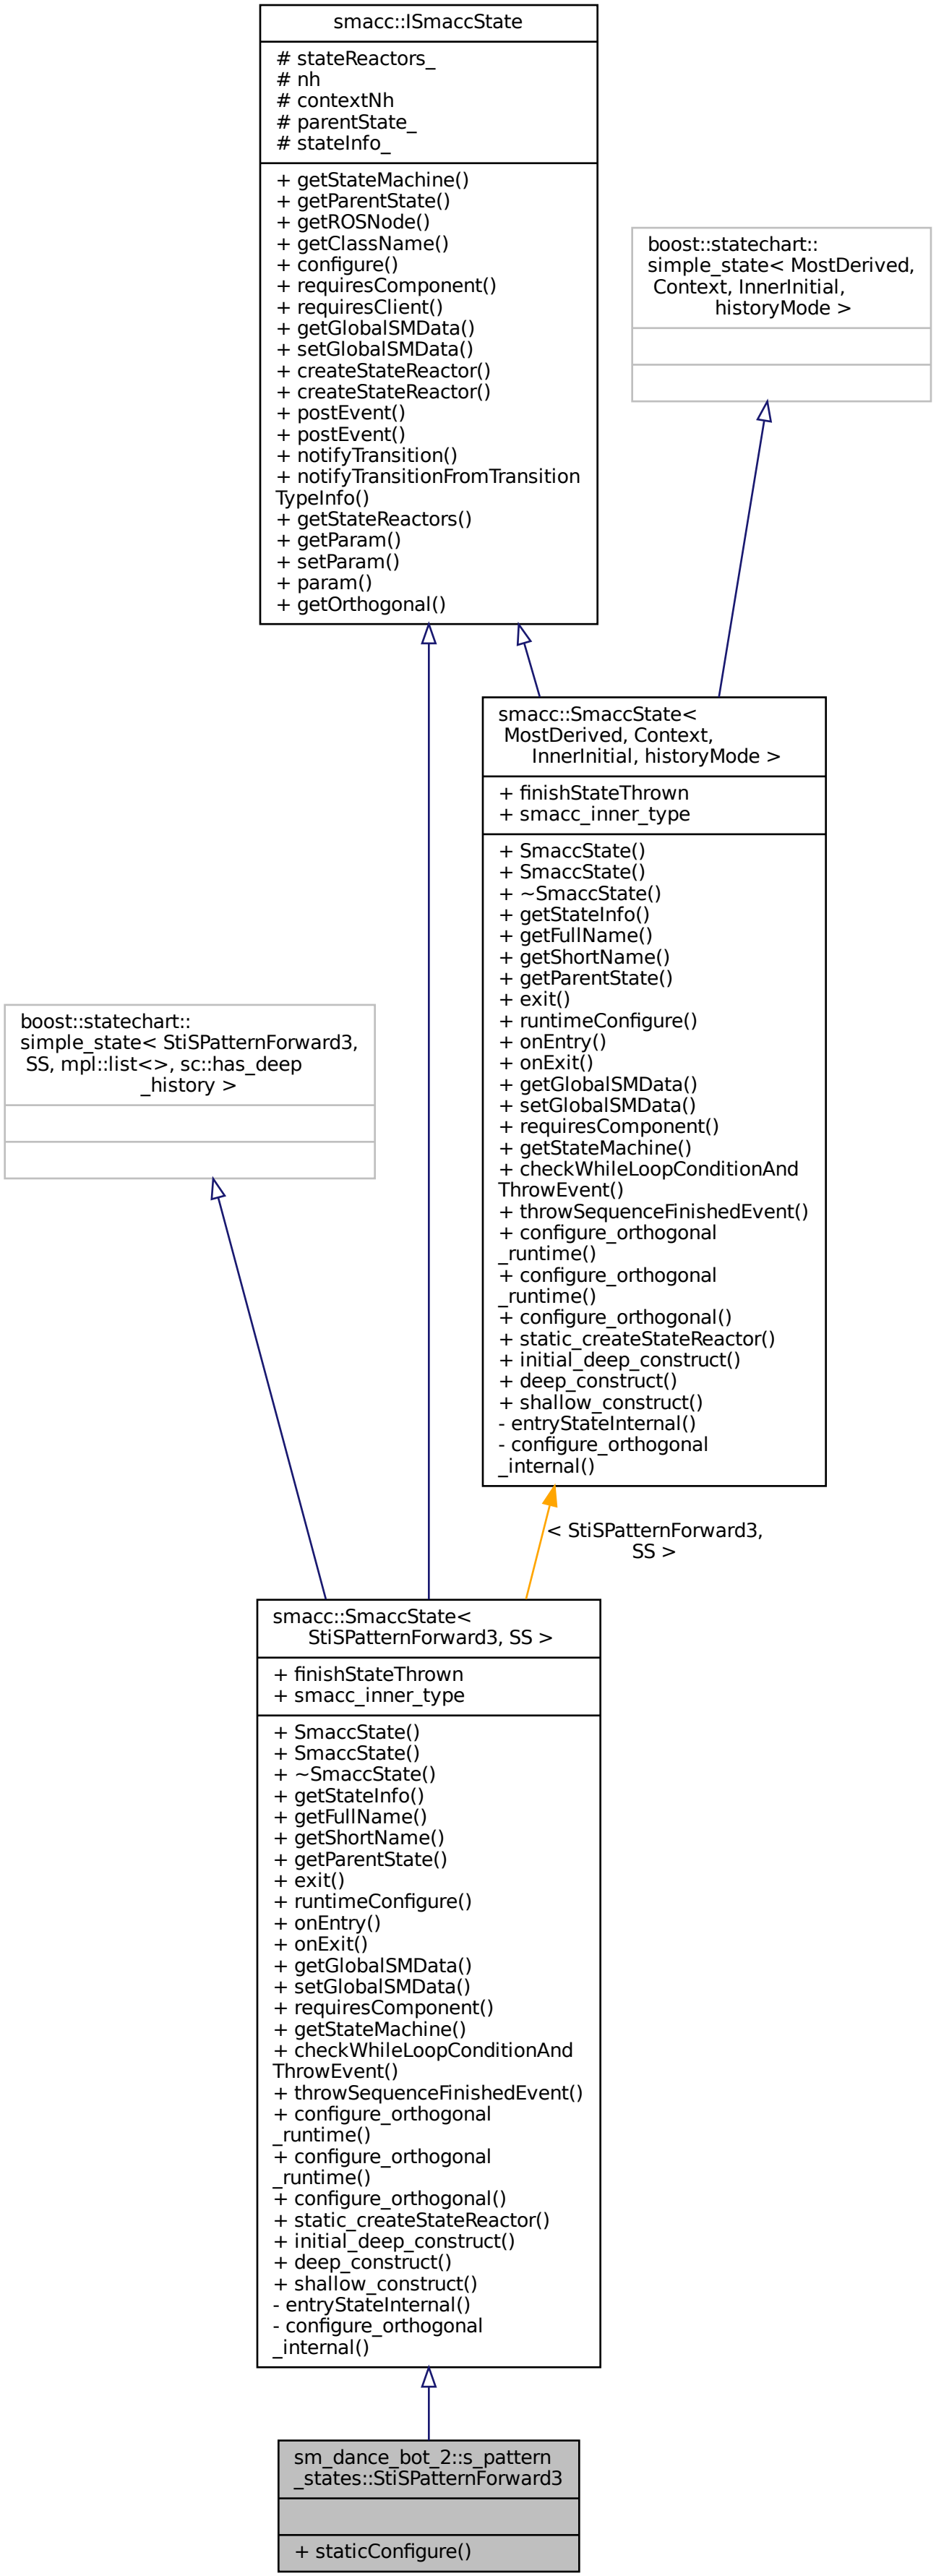 smacc::ISmaccState
# stateReactors_
# nh
# contextNh
# parentState_
# stateInfo_
+ getStateMachine()
+ getParentState()
+ getROSNode()
+ getClassName()
+ configure()
+ requiresComponent()
+ requiresClient()
+ getGlobalSMData()
+ setGlobalSMData()
+ createStateReactor()
+ createStateReactor()
+ postEvent()
+ postEvent()
+ notifyTransition()
+ notifyTransitionFromTransition
TypeInfo()
+ getStateReactors()
+ getParam()
+ setParam()
+ param()
+ getOrthogonal()
boost::statechart::
simple_state< MostDerived,
Context, InnerInitial,
historyMode >
smacc::SmaccState<
MostDerived, Context,
InnerInitial, historyMode >
+ finishStateThrown
+ smacc_inner_type
+ SmaccState()
+ SmaccState()
+ ~SmaccState()
+ getStateInfo()
+ getFullName()
+ getShortName()
+ getParentState()
+ exit()
+ runtimeConfigure()
+ onEntry()
+ onExit()
+ getGlobalSMData()
+ setGlobalSMData()
+ requiresComponent()
+ getStateMachine()
+ checkWhileLoopConditionAnd
ThrowEvent()
+ throwSequenceFinishedEvent()
+ configure_orthogonal
_runtime()
+ configure_orthogonal
_runtime()
+ configure_orthogonal()
+ static_createStateReactor()
+ initial_deep_construct()
+ deep_construct()
+ shallow_construct()
- entryStateInternal()
- configure_orthogonal
_internal()
boost::statechart::
simple_state< StiSPatternForward3,
SS, mpl::list<>, sc::has_deep
_history >
< StiSPatternForward3,
SS >
smacc::SmaccState<
StiSPatternForward3, SS >
+ finishStateThrown
+ smacc_inner_type
+ SmaccState()
+ SmaccState()
+ ~SmaccState()
+ getStateInfo()
+ getFullName()
+ getShortName()
+ getParentState()
+ exit()
+ runtimeConfigure()
+ onEntry()
+ onExit()
+ getGlobalSMData()
+ setGlobalSMData()
+ requiresComponent()
+ getStateMachine()
+ checkWhileLoopConditionAnd
ThrowEvent()
+ throwSequenceFinishedEvent()
+ configure_orthogonal
_runtime()
+ configure_orthogonal
_runtime()
+ configure_orthogonal()
+ static_createStateReactor()
+ initial_deep_construct()
+ deep_construct()
+ shallow_construct()
- entryStateInternal()
- configure_orthogonal
_internal()
sm_dance_bot_2::s_pattern
_states::StiSPatternForward3
+ staticConfigure()